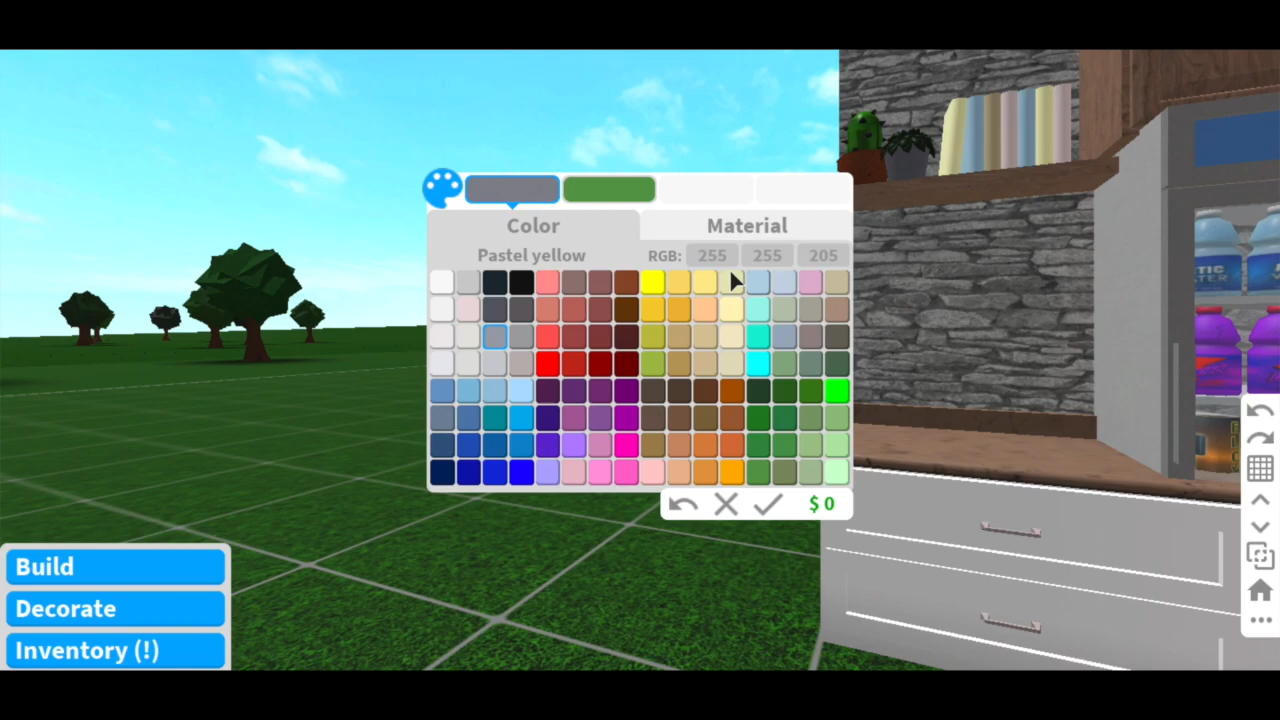 Color
Material
Pastel yellow
RGB: 255 255 205
$ 0
Build
Decorate
Inventory (!)